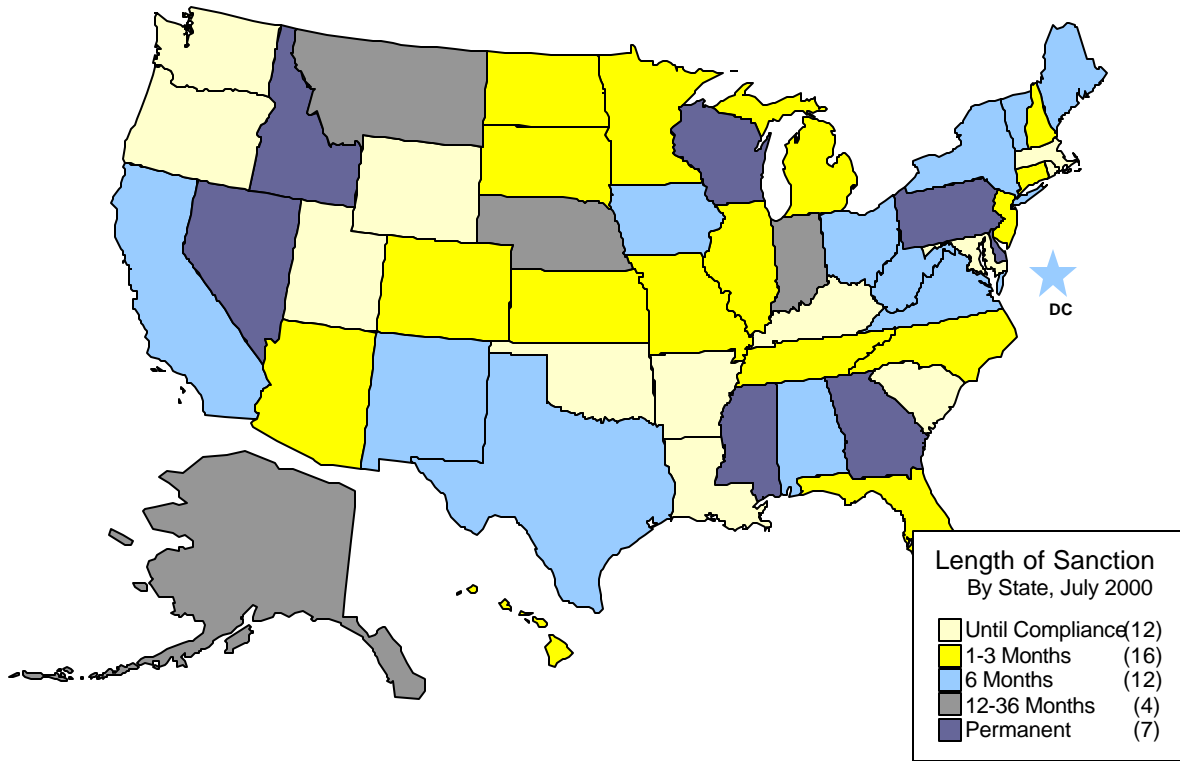 DC
Length of Sanction
By State, July 2000
Until Compliance(12)
1-3 Months (16)
6 Months (12)
12-36 Months (4)
Permanent (7)